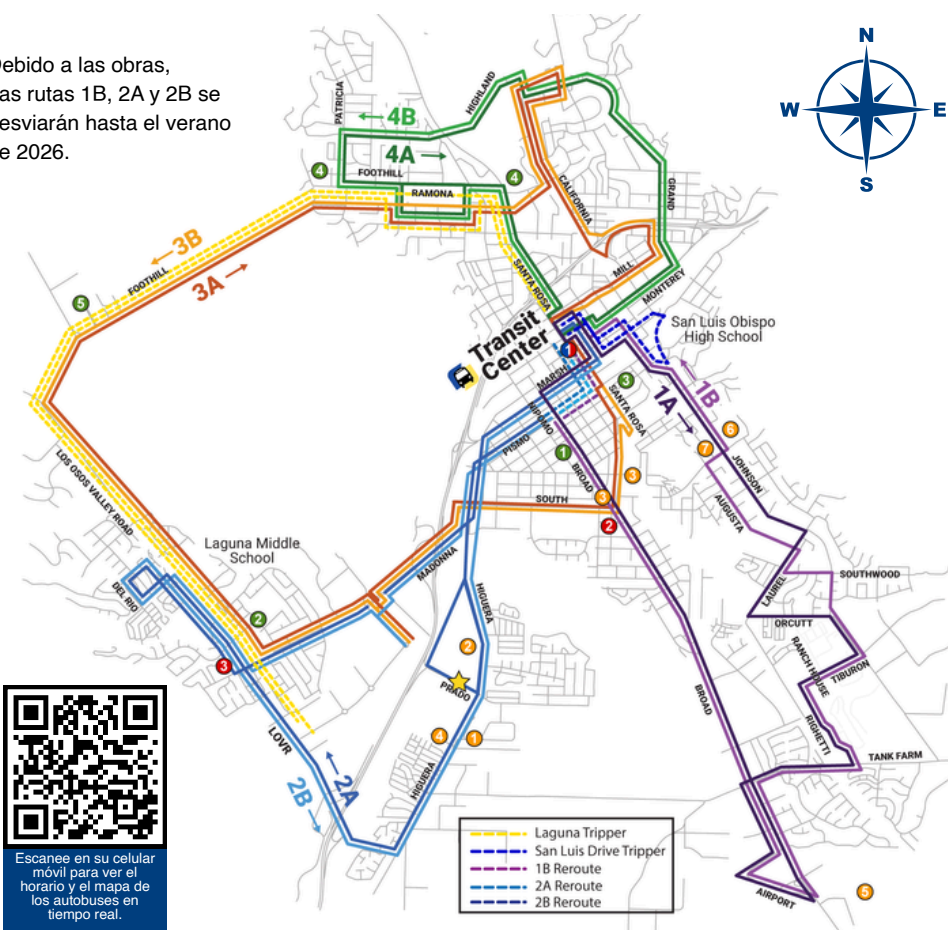 Debido a las obras,
las rutas 1B, 2A y 2B se
desviarán hasta el verano
de 2026.
N
W
E
S
PATRICIA
HIGHLAND
4B
4A
FOOTHILL
4
RAMONA
4
CALIFORNIA
GRAND
3B
3A
FOOTHILL
5
SANTA ROSA
MILL
MONTEREY
San Luis Obispo
High School
Transit
Center
1
MARSH
NIPOMO
PISMO
3
SANTA ROSA
1A
1B
6
7
JOHNSON
1
BROAD
3
3
2
SOUTH
AUGUSTA
LOS OSOS VALLEY ROAD
Laguna Middle
School
MADONNA
DEL RIO
HIGUERA
LAUREL
SOUTHWOOD
ORCUTT
2
3
2
PRADO
RANCH HOUSE
TIBURON
RIGHETTI
BROAD
TANK FARM
LOVR
4
1
HIGUERA
2B
2A
Laguna Tripper
San Luis Drive Tripper
1B Reroute
2A Reroute
2B Reroute
AIRPORT
5
Escanee en su celular
móvil para ver el
horario y el mapa de
los autobuses en
tiempo real.